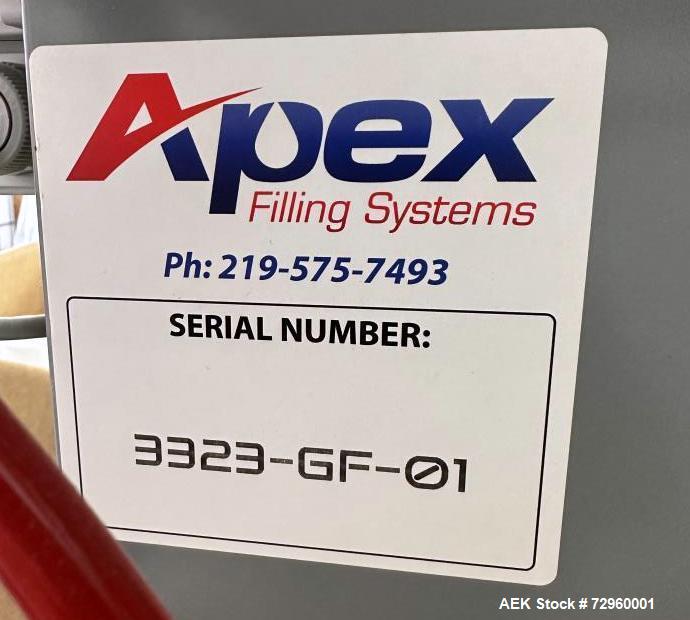 Apex
Filling Systems
Ph: 219-575-7493
SERIAL NUMBER:
3323-GF-01
AEK Stock # 72960001